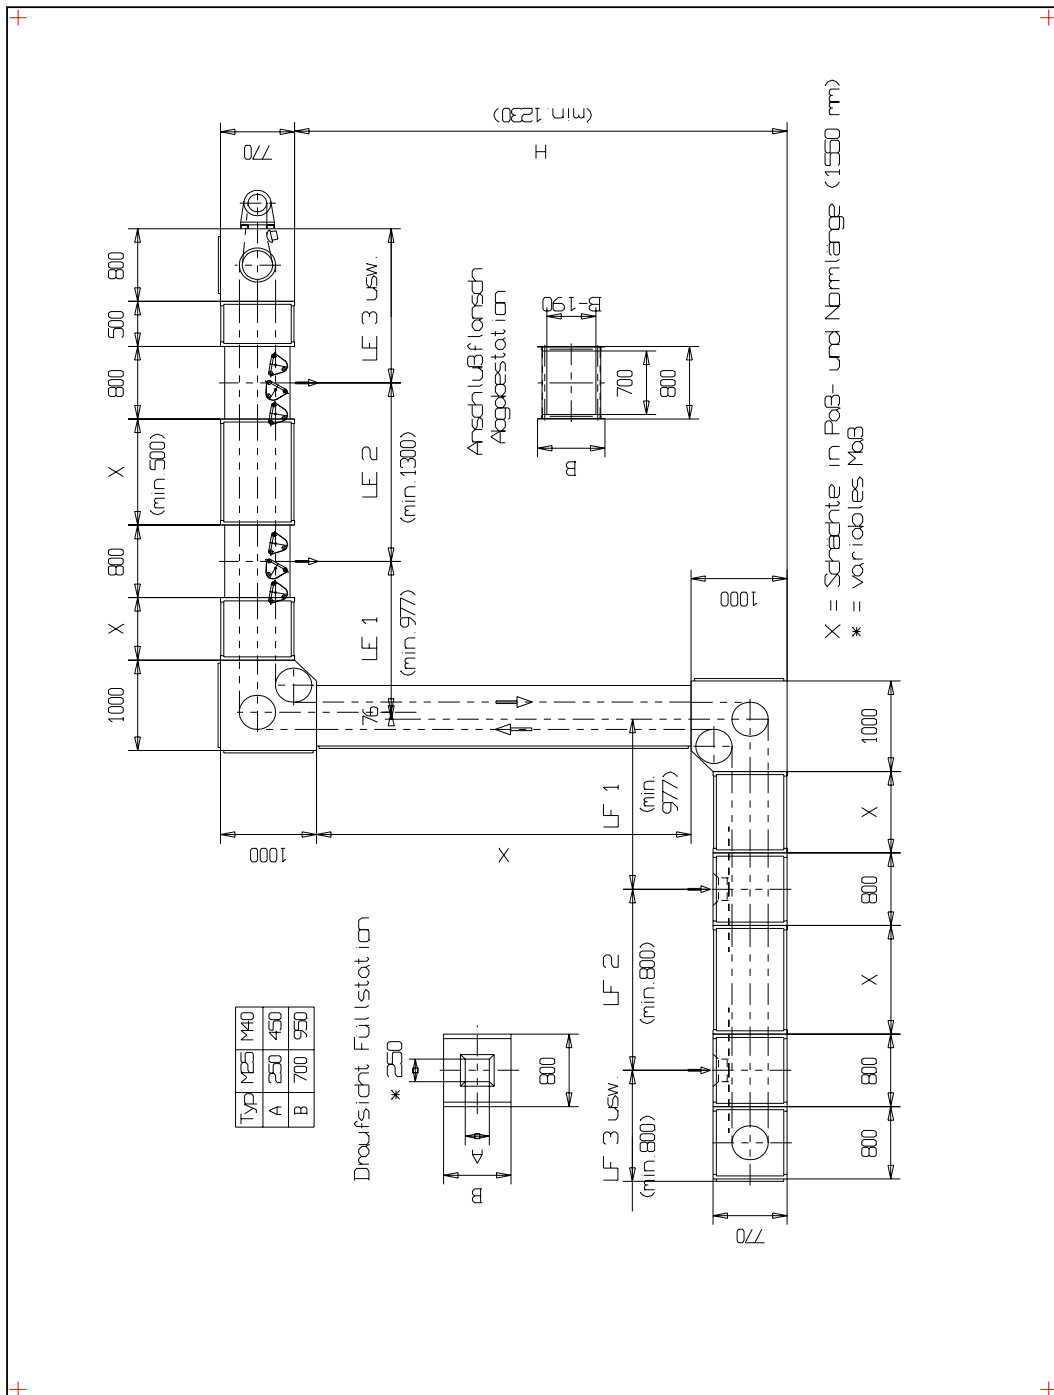 Typ M25 M40
A 250 450
B 700 950
Draufsicht Füllstation
* 250
A
B
800
1000
X
800
X
(min.500)
800
500
800
770
LE 1
(min.977)
LE 2
(min.1300)
LE 3 usw.
76
H
(min.1230)
Anschlußflansch
Abgabestation
B-190
700
800
B
1000
X
1000
LF 1
(min.
977)
LF 2
(min.800)
LF 3 usw.
(min.800)
770
800
800
X
800
X
1000
X = Schächte in Paß- und Normlänge (1550 mm)
* = variables Maß